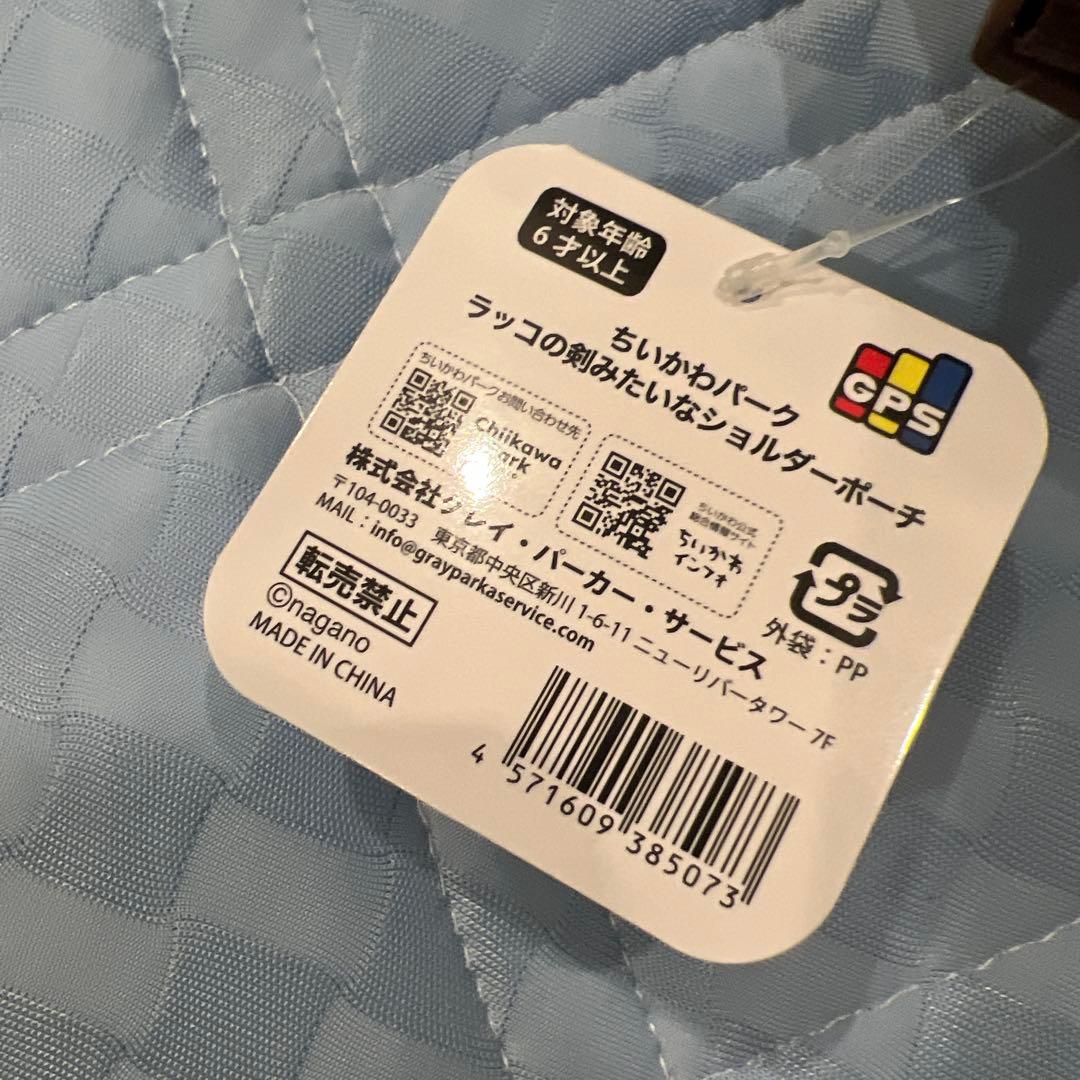 対象年齢
6才以上
ちいかわパーク
ラッコの剣みたいなショルダーポーチ
GPS
ちいかわパークお問い合わせ先
Chiikawa
Park
ちいかわ公式
総合情報サイト
ちいかわ
インフォ
株式会社グレイ・パーカー・サービス
〒104-0033 東京都中央区新川1-6-11 ニューリバータワー 7F
MAIL：info@grayparkaservice.com
プラ
外袋：PP
転売禁止
©nagano
MADE IN CHINA
4 571609 385073